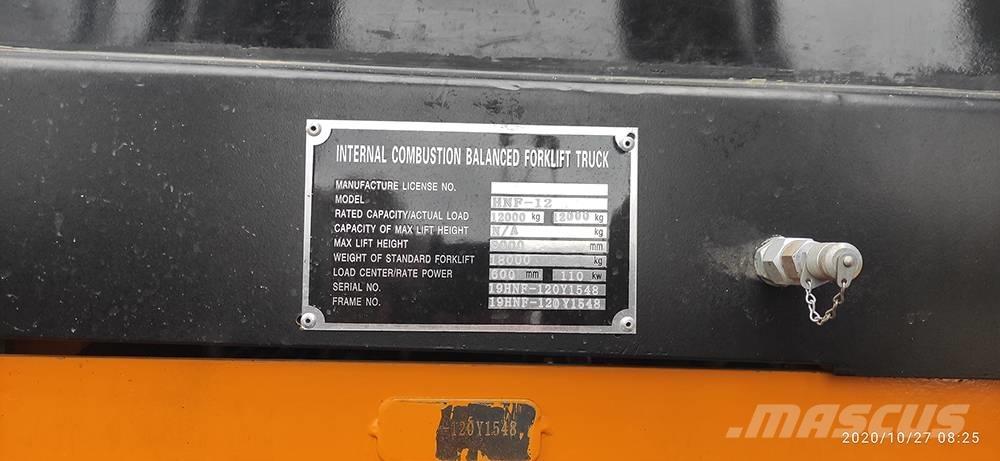 INTERNAL COMBUSTION BALANCED FORKLIFT TRUCK
MANUFACTURE LICENSE NO.
MODEL HNF-12
RATED CAPACITY/ACTUAL LOAD 12000 kg 12000 kg
CAPACITY OF MAX LIFT HEIGHT N/A kg
MAX LIFT HEIGHT mm
WEIGHT OF STANDARD FORKLIFT 18000 kg
LOAD CENTER/RATE POWER 600 mm 110 kw
SERIAL NO. 19HNF-120Y1548
FRAME NO. 19HNF-120Y1548
-120Y1548
MASCUS
2020/10/27 08:25